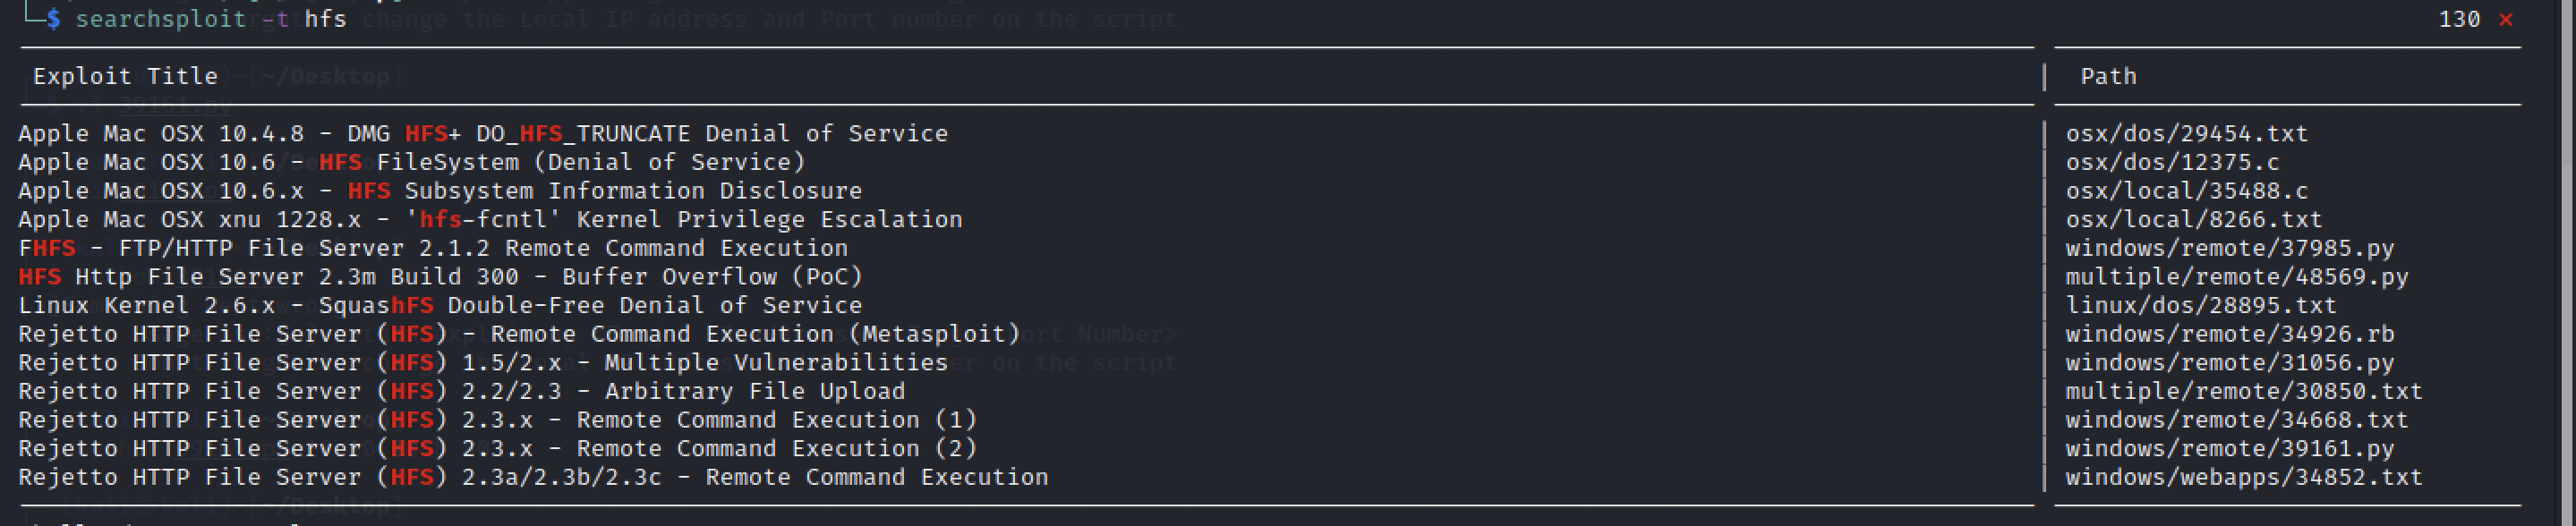 └─$ searchsploit -t hfs 130 ⨯
Exploit Title | Path
Apple Mac OSX 10.4.8 - DMG HFS+ DO_HFS_TRUNCATE Denial of Service | osx/dos/29454.txt
Apple Mac OSX 10.6 - HFS FileSystem (Denial of Service) | osx/dos/12375.c
Apple Mac OSX 10.6.x - HFS Subsystem Information Disclosure | osx/local/35488.c
Apple Mac OSX xnu 1228.x - 'hfs-fcntl' Kernel Privilege Escalation | osx/local/8266.txt
FHFS - FTP/HTTP File Server 2.1.2 Remote Command Execution | windows/remote/37985.py
HFS Http File Server 2.3m Build 300 - Buffer Overflow (PoC) | multiple/remote/48569.py
Linux Kernel 2.6.x - SquashFS Double-Free Denial of Service | linux/dos/28895.txt
Rejetto HTTP File Server (HFS) - Remote Command Execution (Metasploit) | windows/remote/34926.rb
Rejetto HTTP File Server (HFS) 1.5/2.x - Multiple Vulnerabilities | windows/remote/31056.py
Rejetto HTTP File Server (HFS) 2.2/2.3 - Arbitrary File Upload | multiple/remote/30850.txt
Rejetto HTTP File Server (HFS) 2.3.x - Remote Command Execution (1) | windows/remote/34668.txt
Rejetto HTTP File Server (HFS) 2.3.x - Remote Command Execution (2) | windows/remote/39161.py
Rejetto HTTP File Server (HFS) 2.3a/2.3b/2.3c - Remote Command Execution | windows/webapps/34852.txt